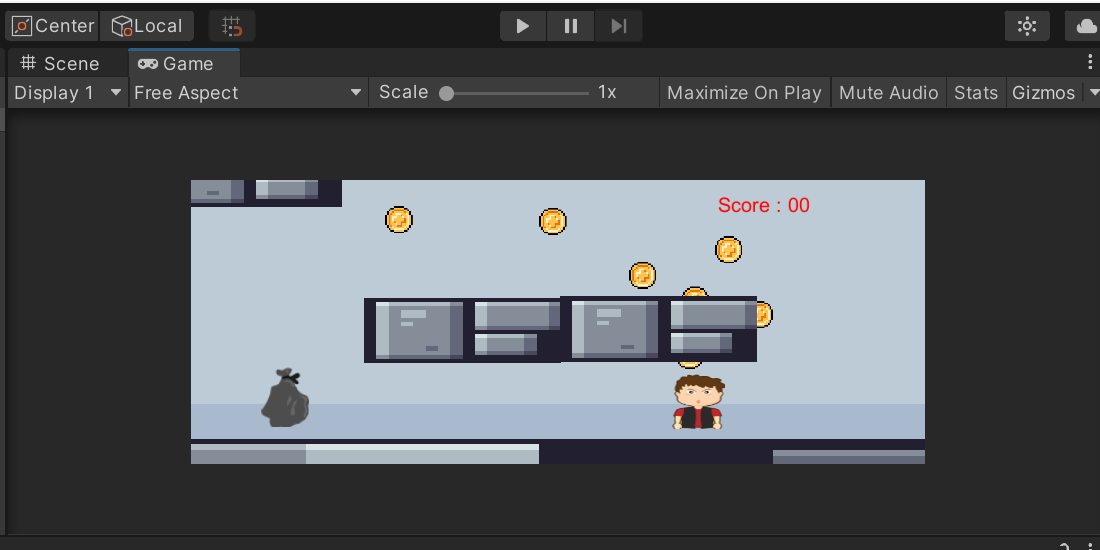 Center Local
Scene Game
Display 1 Free Aspect Scale 1x Maximize On Play Mute Audio Stats Gizmos
Score : 00